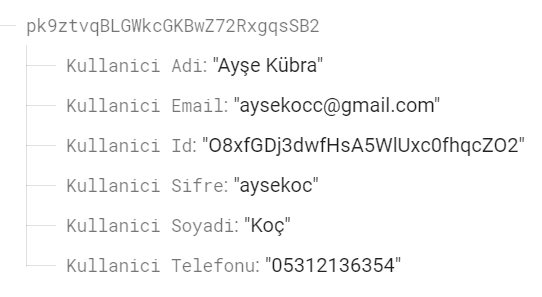 pk9ztvqBLGWkcGKBwZ72RxgqsSB2
Kullanici Adi: "Ayşe Kübra"
Kullanici Email: "aysekocc@gmail.com"
Kullanici Id: "O8xfGDj3dwfHsA5WlUxc0fhqcZO2"
Kullanici Sifre: "aysekoc"
Kullanici Soyadi: "Koç"
Kullanici Telefonu: "05312136354"